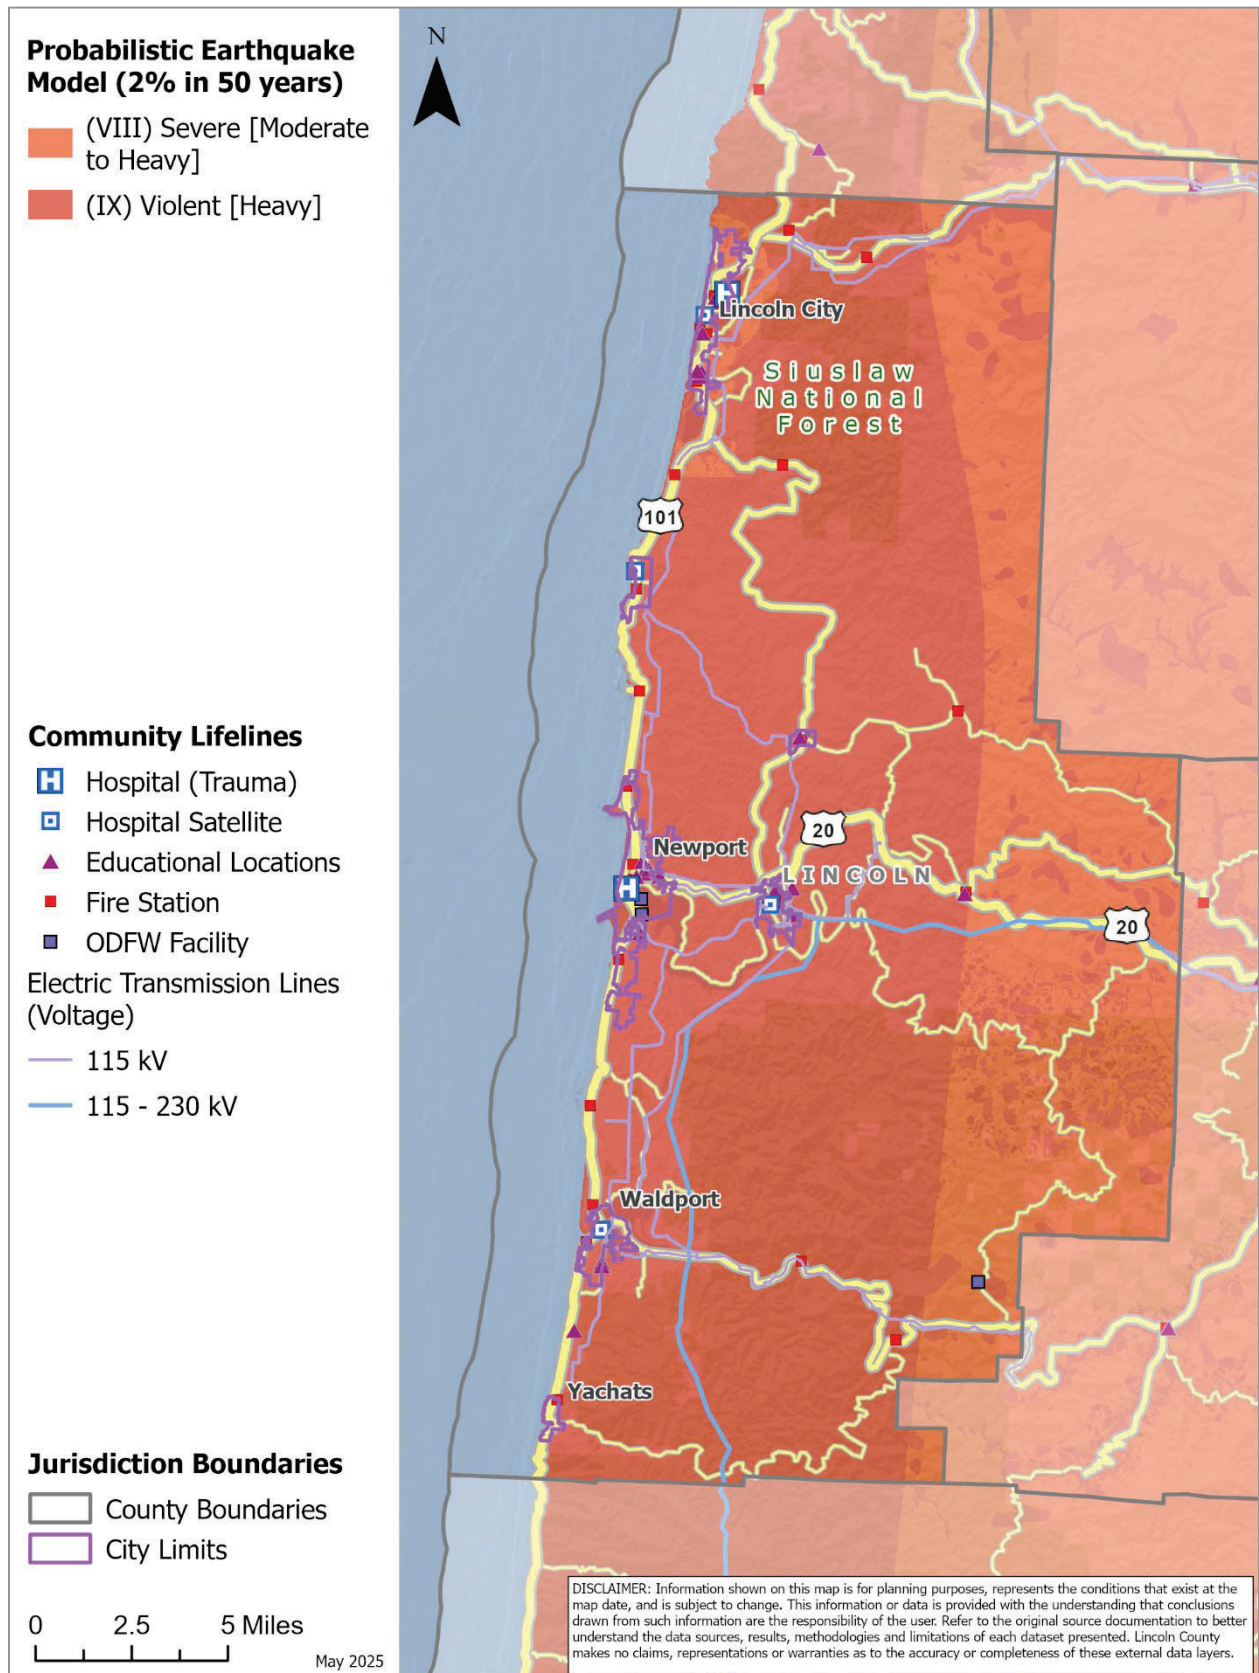 Probabilistic Earthquake
Model (2% in 50 years)
(VIII) Severe [Moderate
to Heavy]
(IX) Violent [Heavy]
Community Lifelines
Hospital (Trauma)
Hospital Satellite
Educational Locations
Fire Station
ODFW Facility
Electric Transmission Lines
(Voltage)
115 kV
115 - 230 kV
Jurisdiction Boundaries
County Boundaries
City Limits
0 2.5 5 Miles
May 2025
N
H
Lincoln City
Siuslaw
National
Forest
101
20
Newport
LINCOLN
H
20
Waldport
Yachats
DISCLAIMER: Information shown on this map is for planning purposes, represents the conditions that exist at the
map date, and is subject to change. This information or data is provided with the understanding that conclusions
drawn from such information are the responsibility of the user. Refer to the original source documentation to better
understand the data sources, results, methodologies and limitations of each dataset presented. Lincoln County
makes no claims, representations or warranties as to the accuracy or completeness of these external data layers.